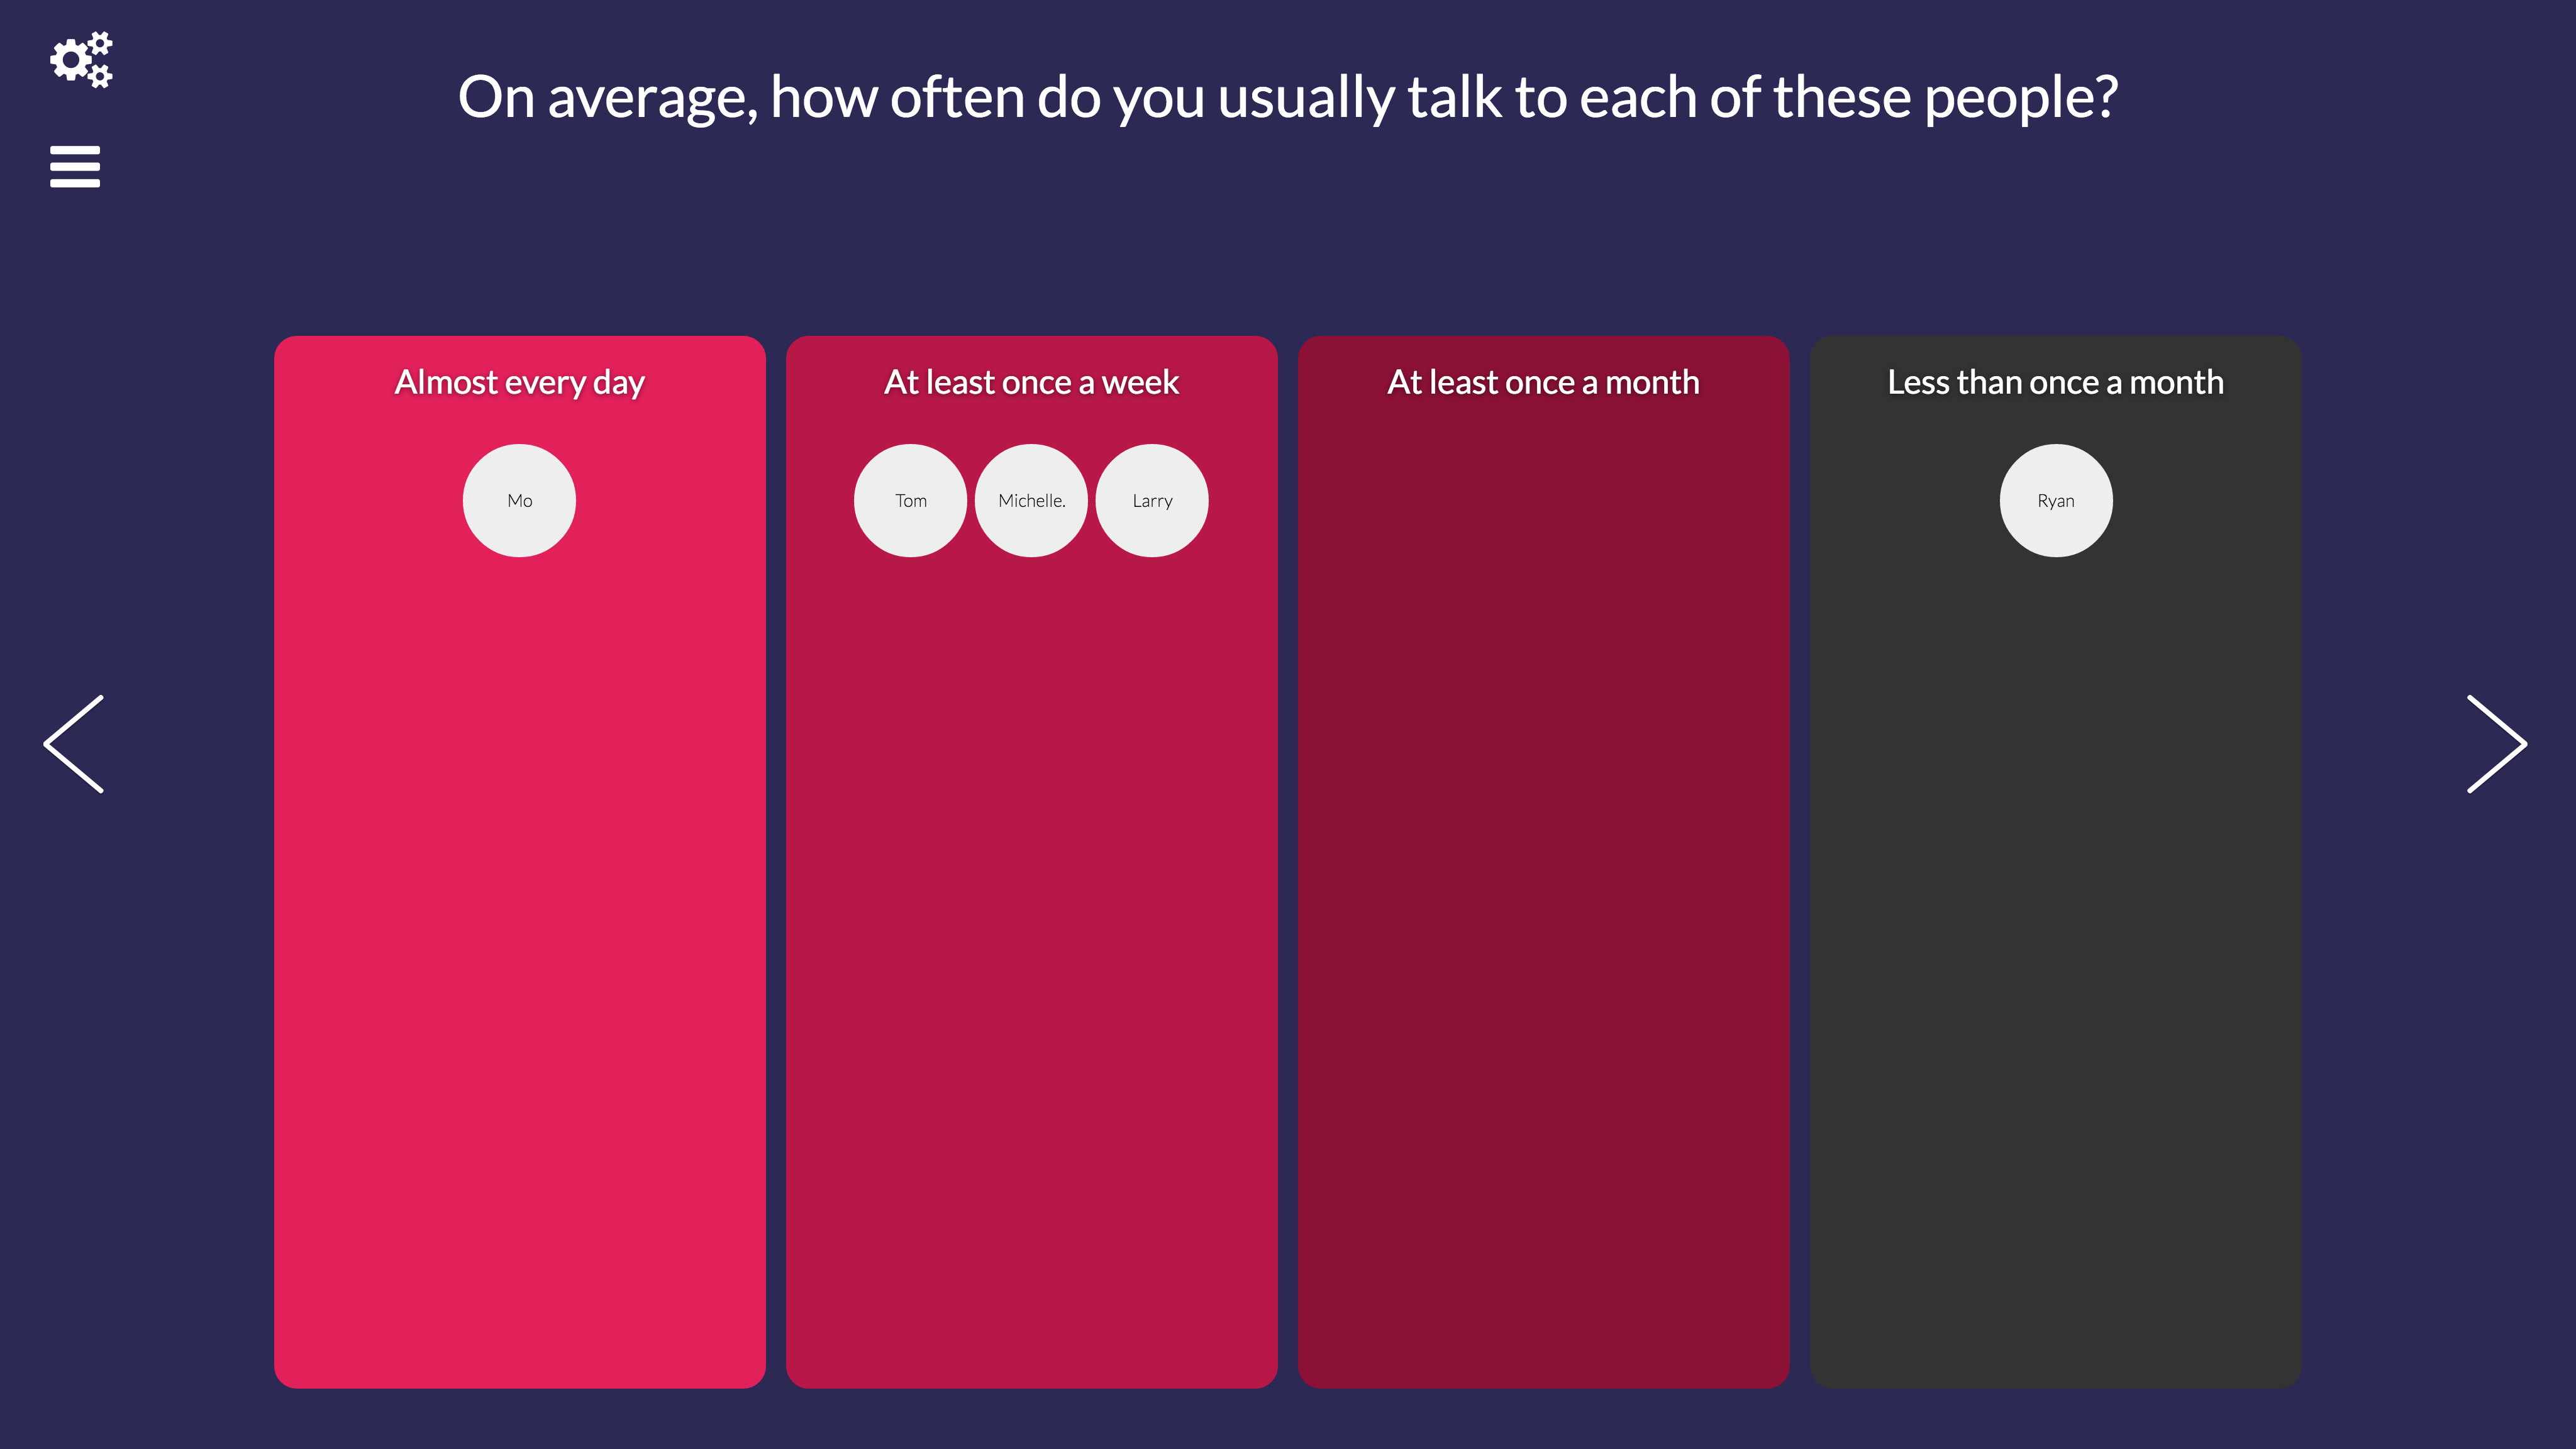 On average, how often do you usually talk to each of these people?
Almost every day
Mo
At least once a week
Tom
Michelle.
Larry
At least once a month
Less than once a month
Ryan